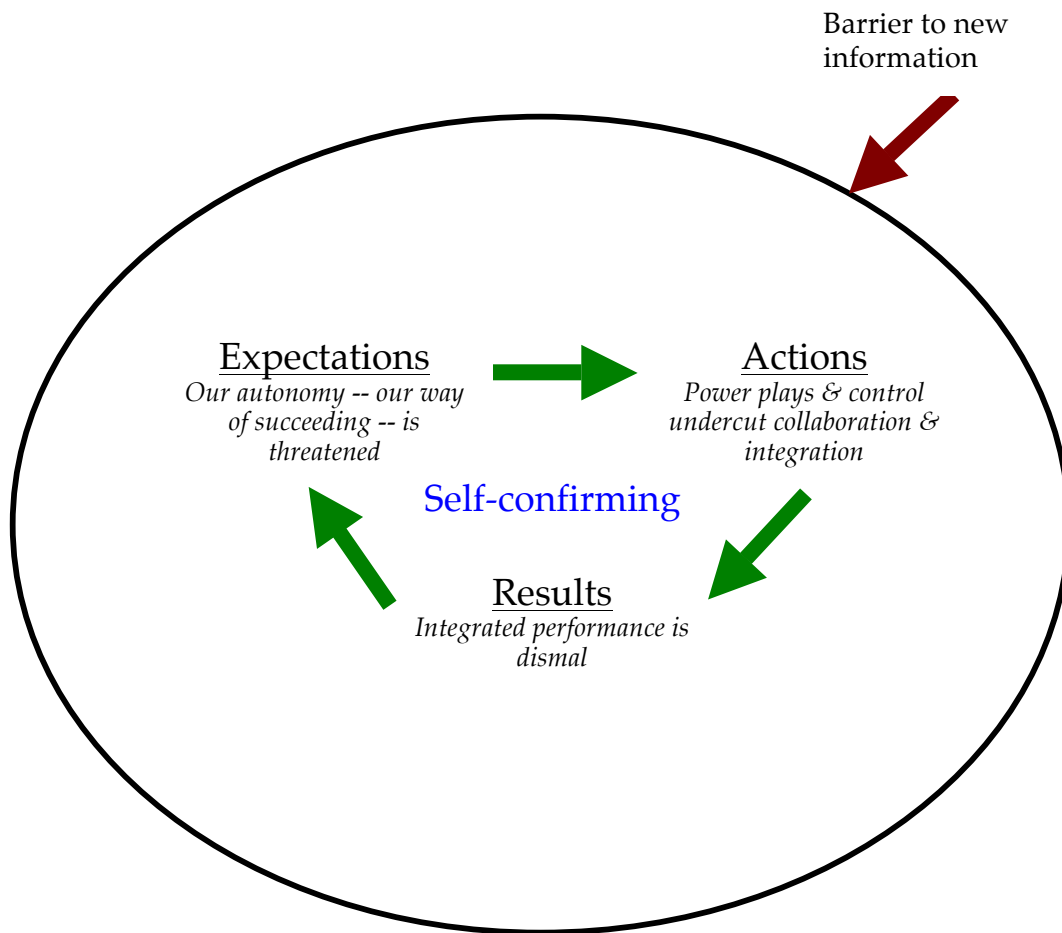 Barrier to new
information
Expectations
Our autonomy -- our way
of succeeding -- is
threatened
Actions
Power plays & control
undercut collaboration &
integration
Self-confirming
Results
Integrated performance is
dismal